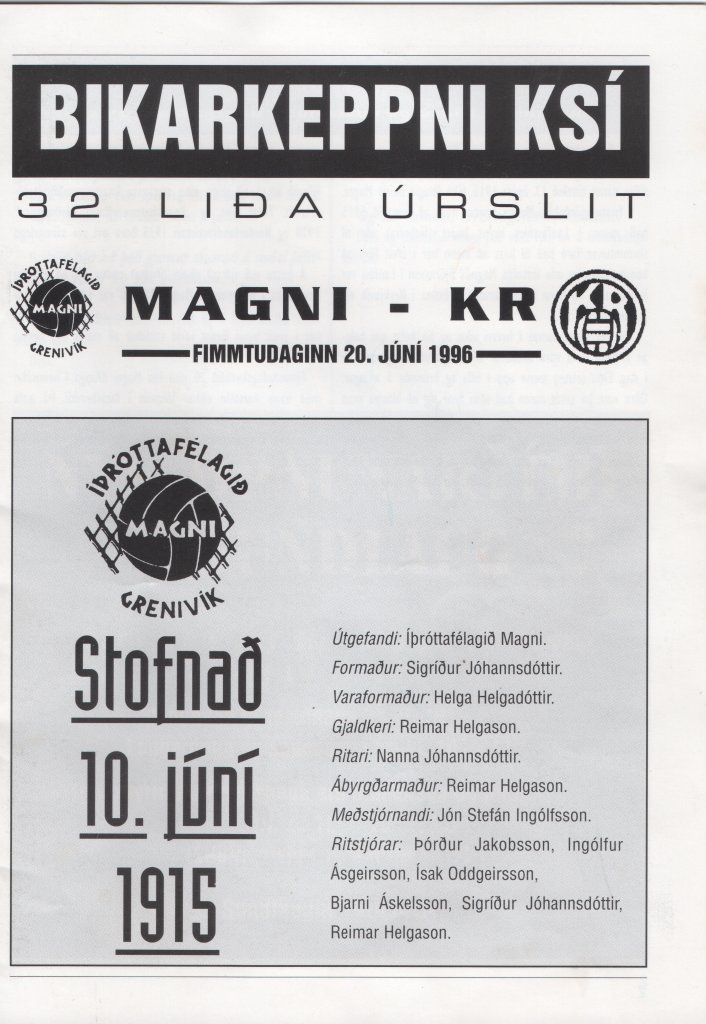 BIKARKEPPNI KSÍ
32 LIÐA ÚRSLIT
ÍÞRÓTTAFÉLAGIÐ
MAGNI
GRENIVÍK
MAGNI - KR
KR
FIMMTUDAGINN 20. JÚNÍ 1996
ÍÞRÓTTAFÉLAGIÐ
MAGNI
GRENIVÍK
Stofnað
10. júní
1915
Útgefandi: Íþróttafélagið Magni.
Formaður: Sigríður Jóhannsdóttir.
Varaformaður: Helga Helgadóttir.
Gjaldkeri: Reimar Helgason.
Ritari: Nanna Jóhannsdóttir.
Ábyrgðarmaður: Reimar Helgason.
Meðstjórnandi: Jón Stefán Ingólfsson.
Ritstjórar: Þórður Jakobsson, Ingólfur
Ásgeirsson, Ísak Oddgeirsson,
Bjarni Áskelsson, Sigríður Jóhannsdóttir,
Reimar Helgason.